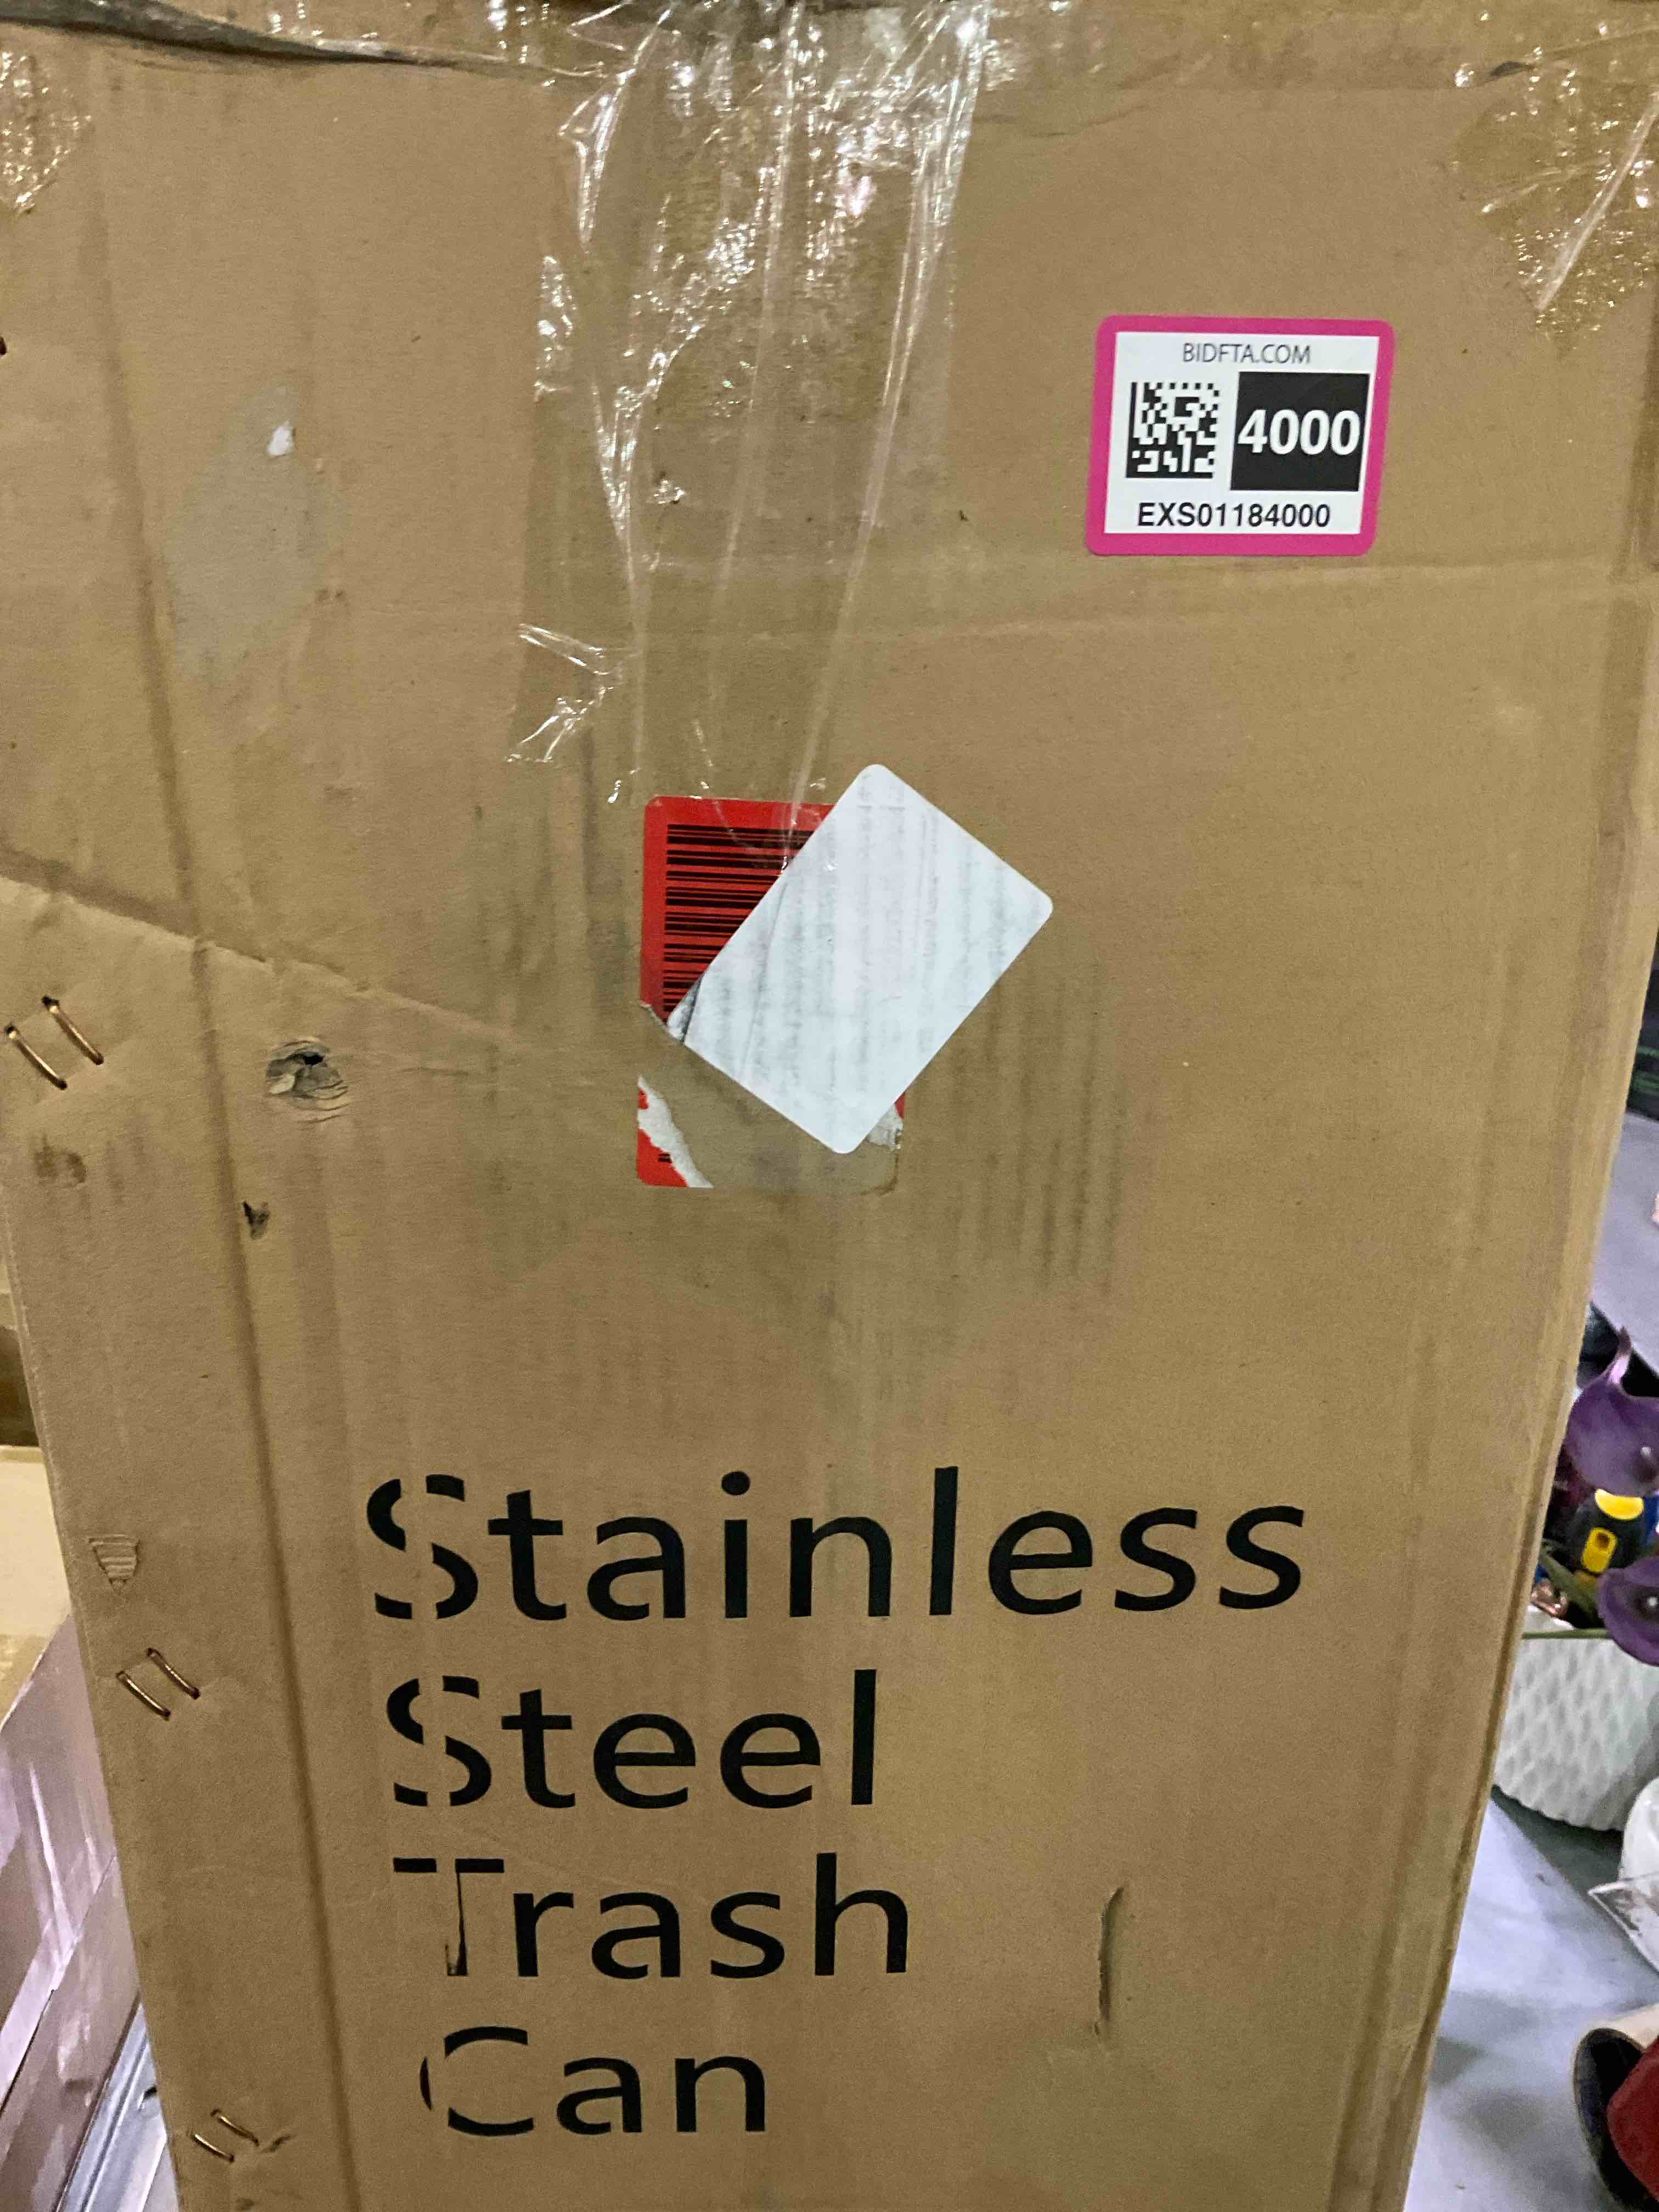 BIDFTA.COM
4000
EXS01184000
Stainless
Steel
Trash
Can